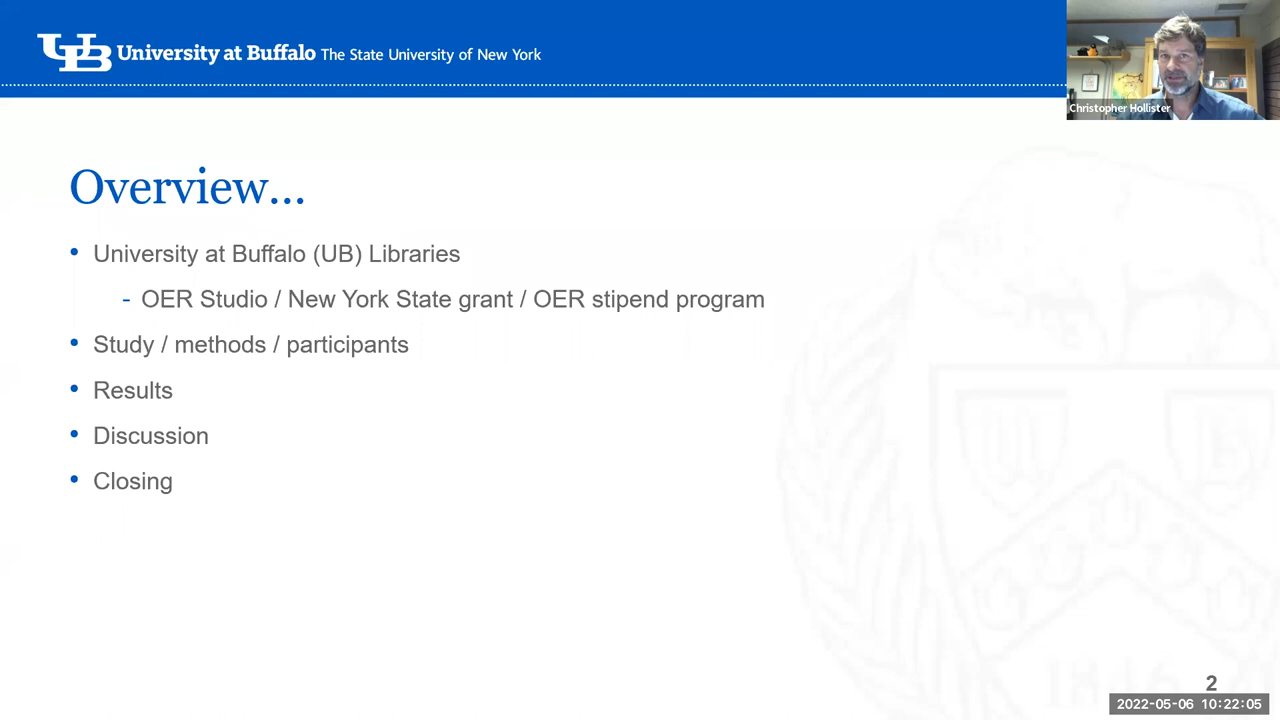 UB University at Buffalo The State University of New York
Christopher Hollister
Overview...
• University at Buffalo (UB) Libraries
- OER Studio / New York State grant / OER stipend program
• Study / methods / participants
• Results
• Discussion
• Closing
1846
2
2022-05-06 10:22:05